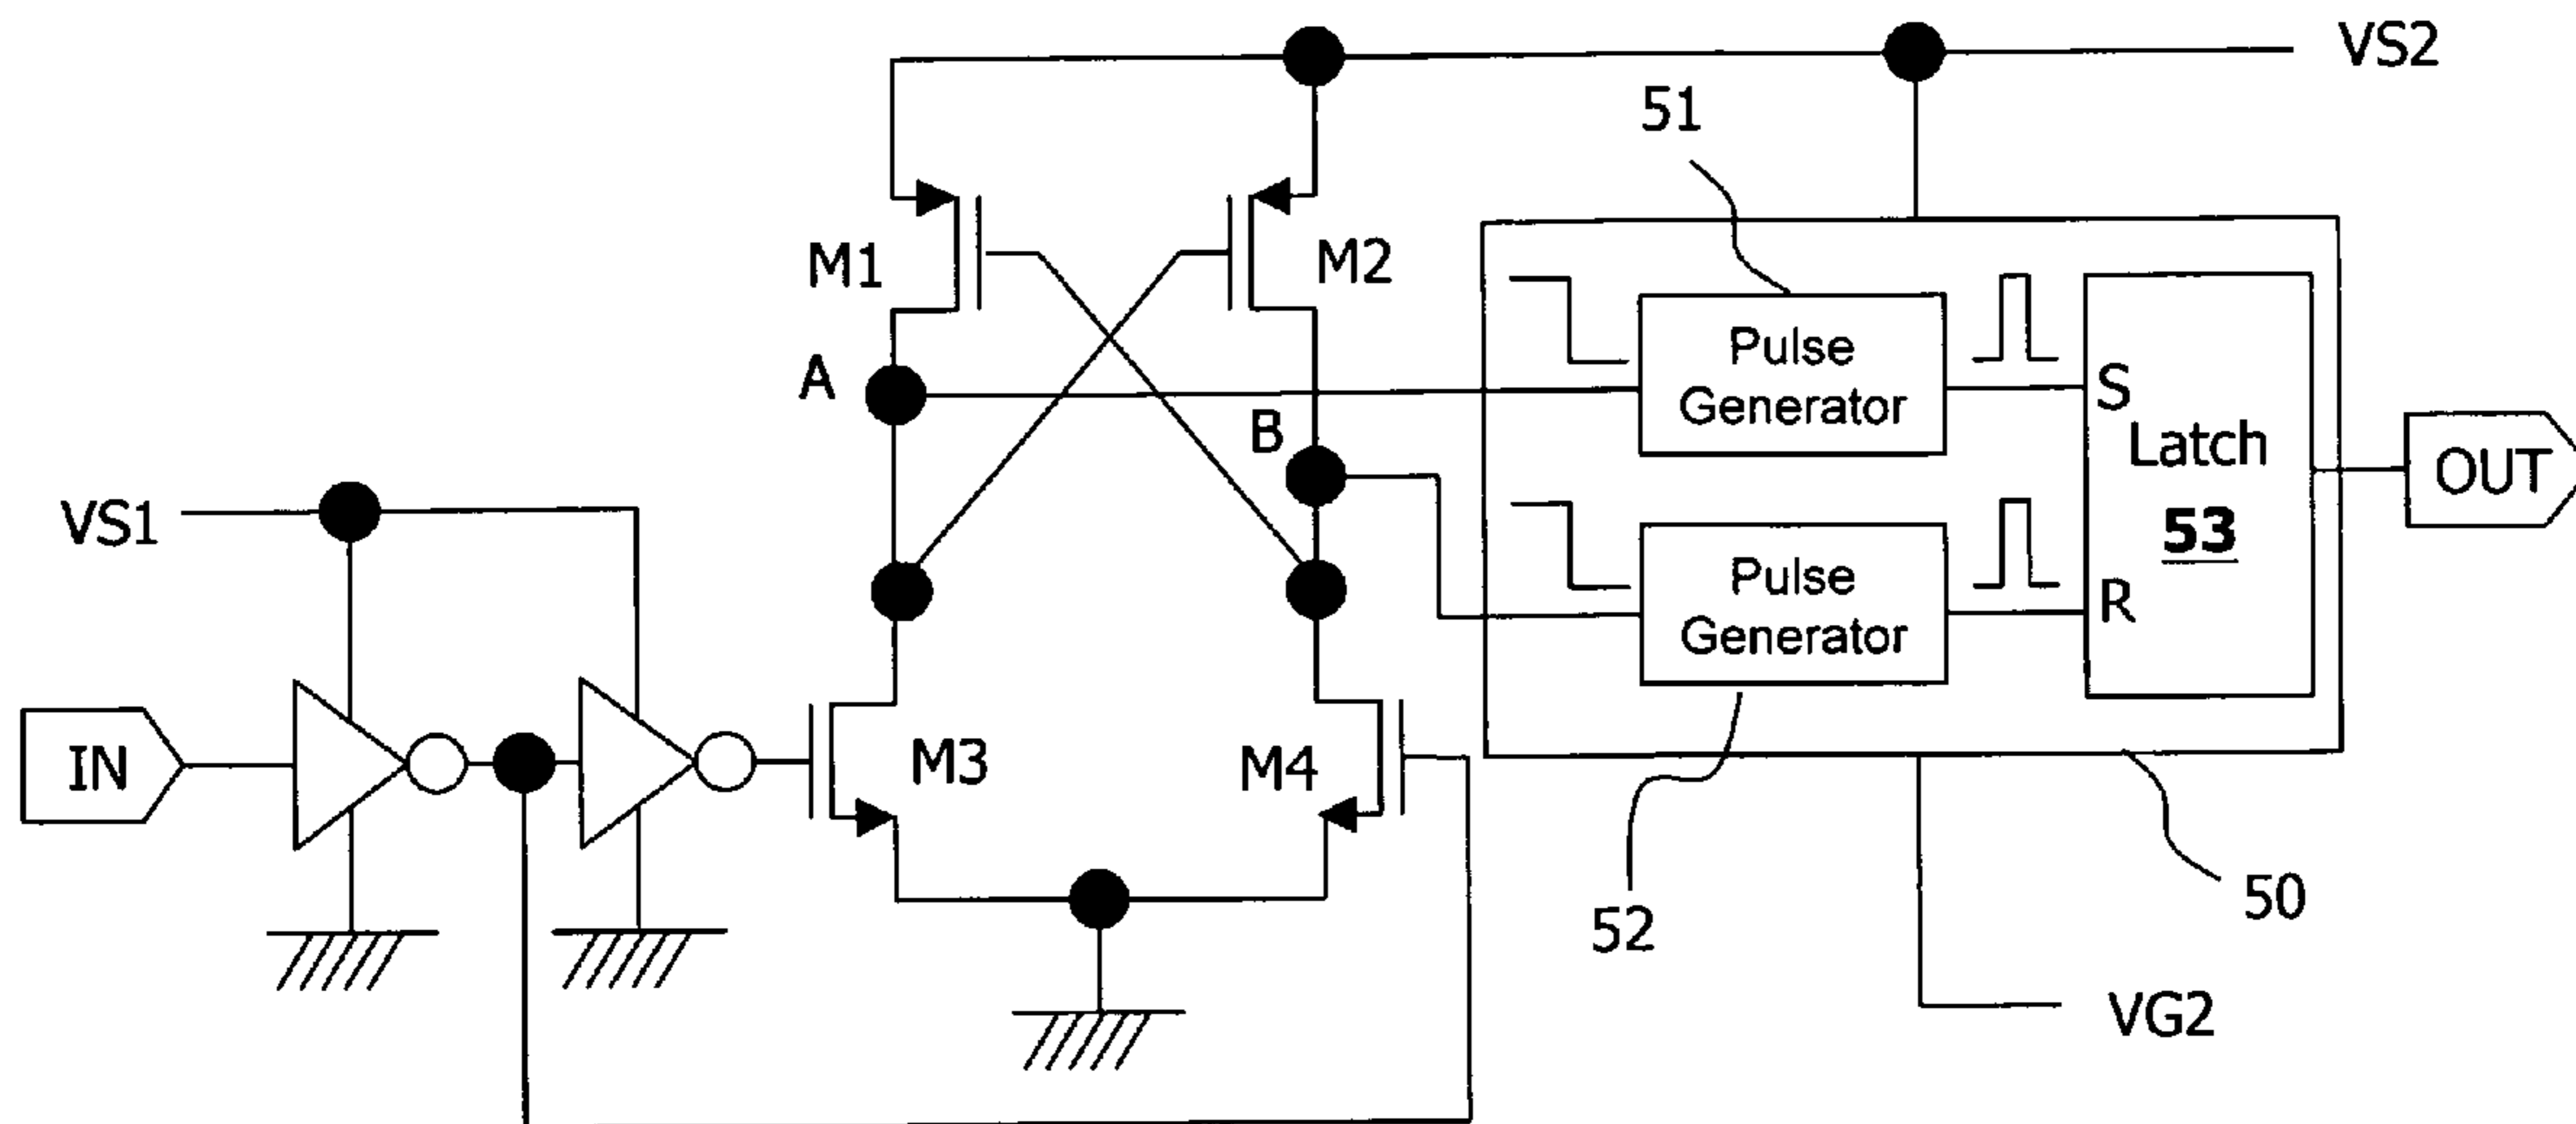 VS2
51
M1
M2
A
Pulse
Generator
S
B
Latch
OUT
VS1
53
Pulse
Generator
R
IN
M3
M4
50
52
VG2